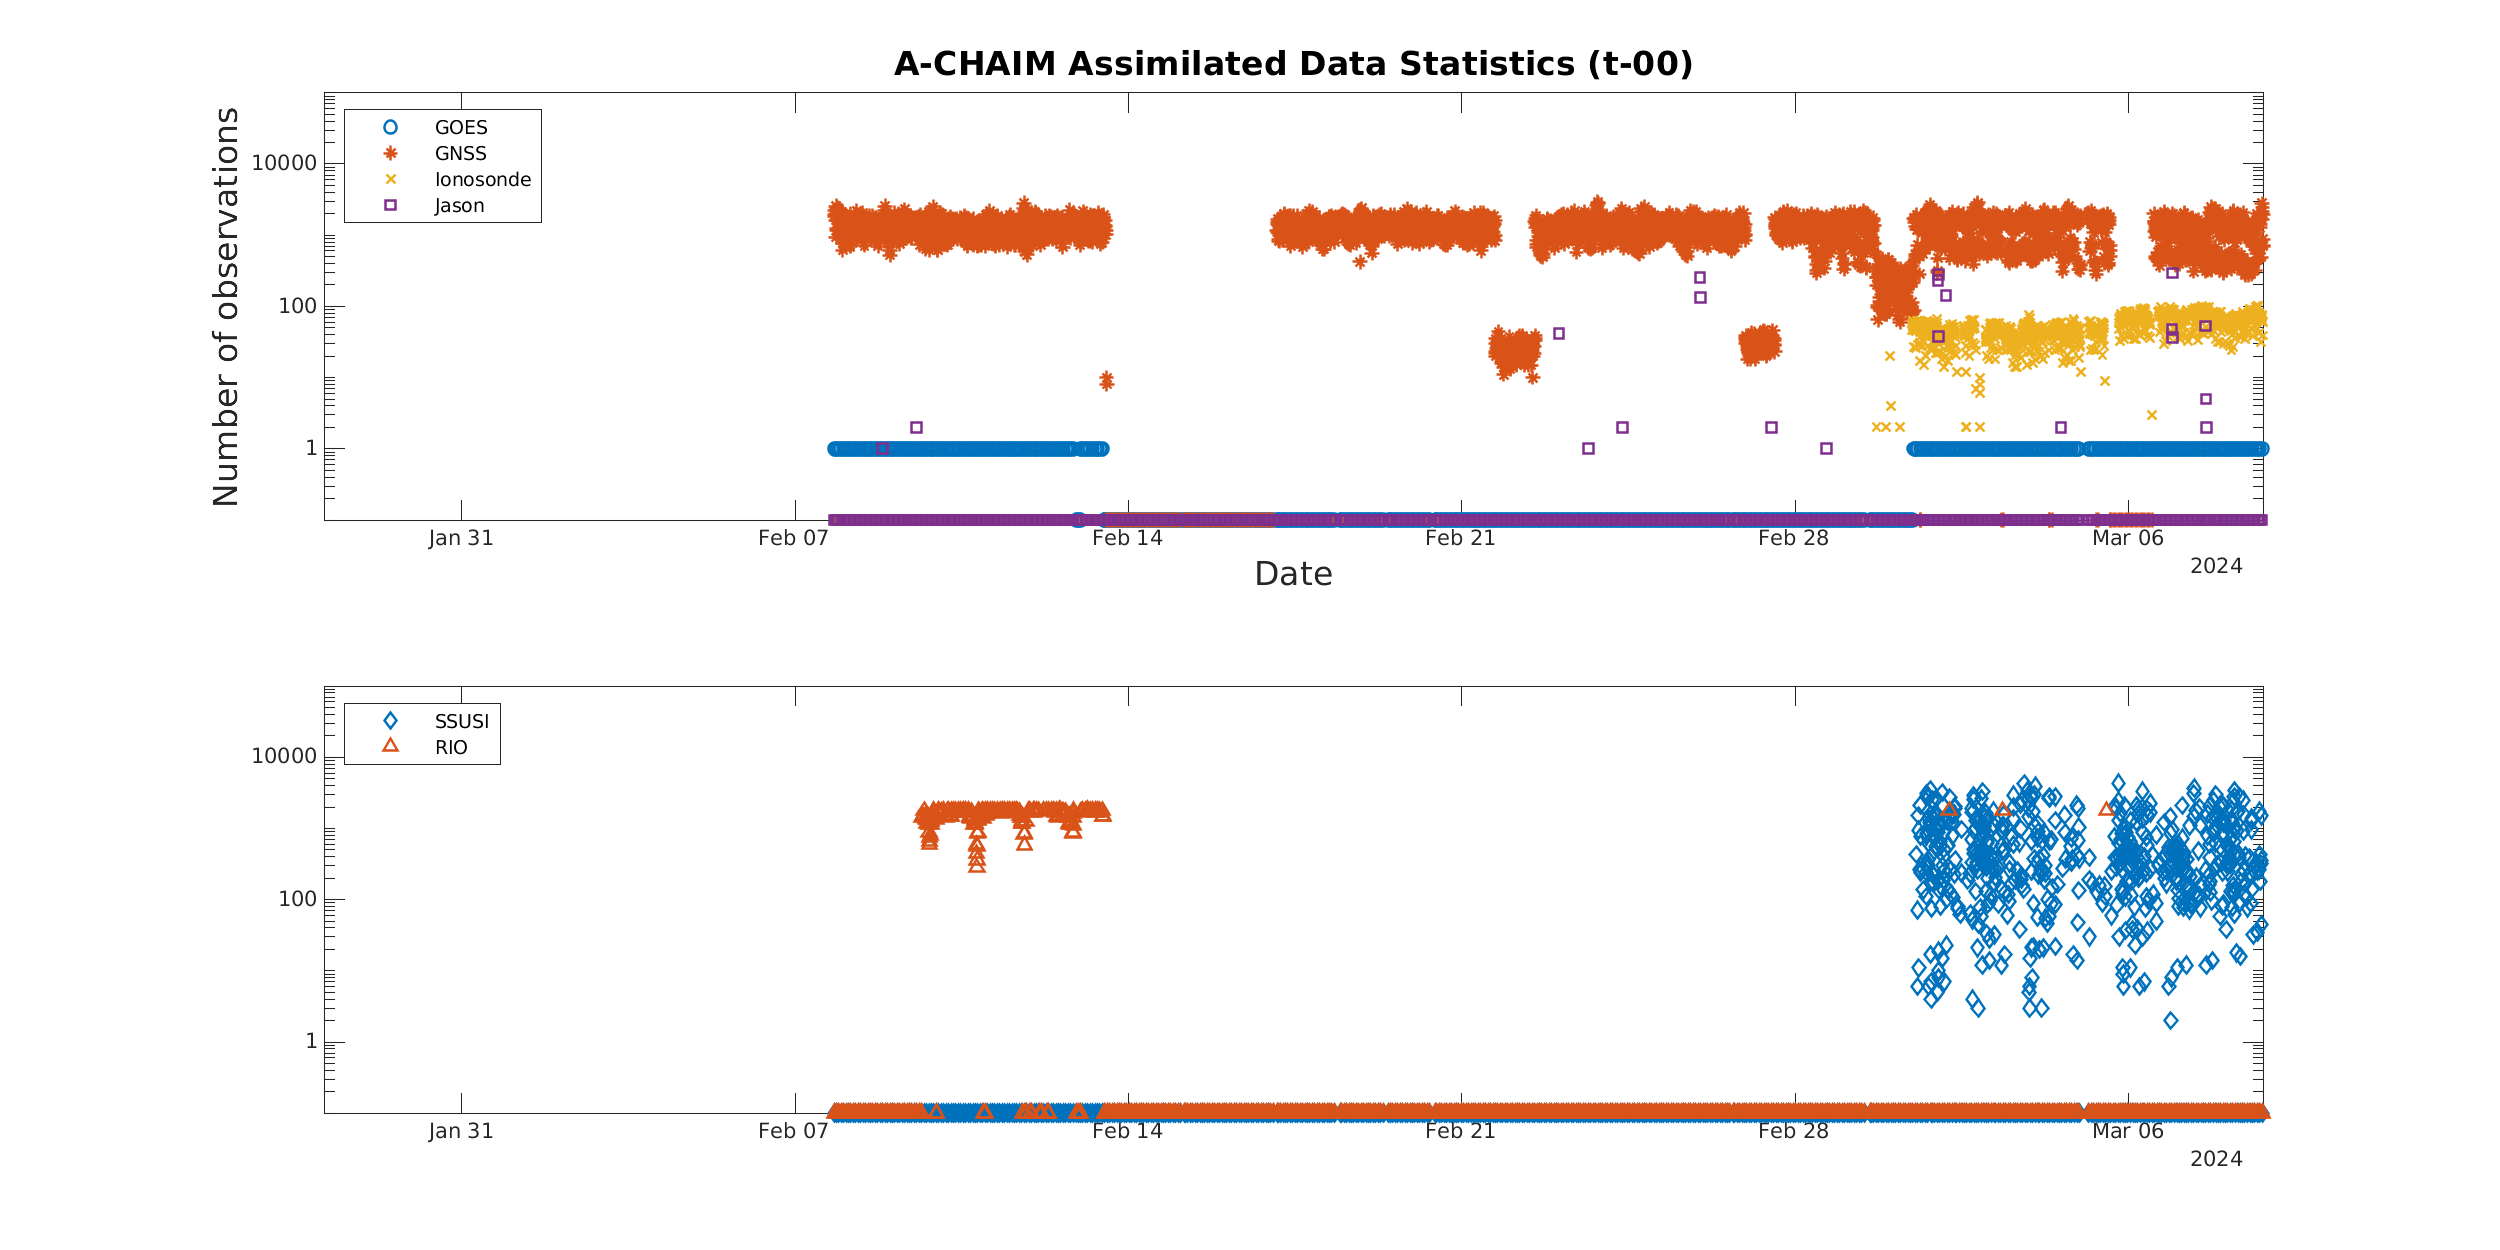 A-CHAIM Assimilated Data Statistics (t-00)
Number of observations
10000
100
1
GOES
GNSS
Ionosonde
Jason
Jan 31
Feb 07
Feb 14
Feb 21
Feb 28
Mar 06
2024
Date
10000
100
1
SSUSI
RIO
Jan 31
Feb 07
Feb 14
Feb 21
Feb 28
Mar 06
2024